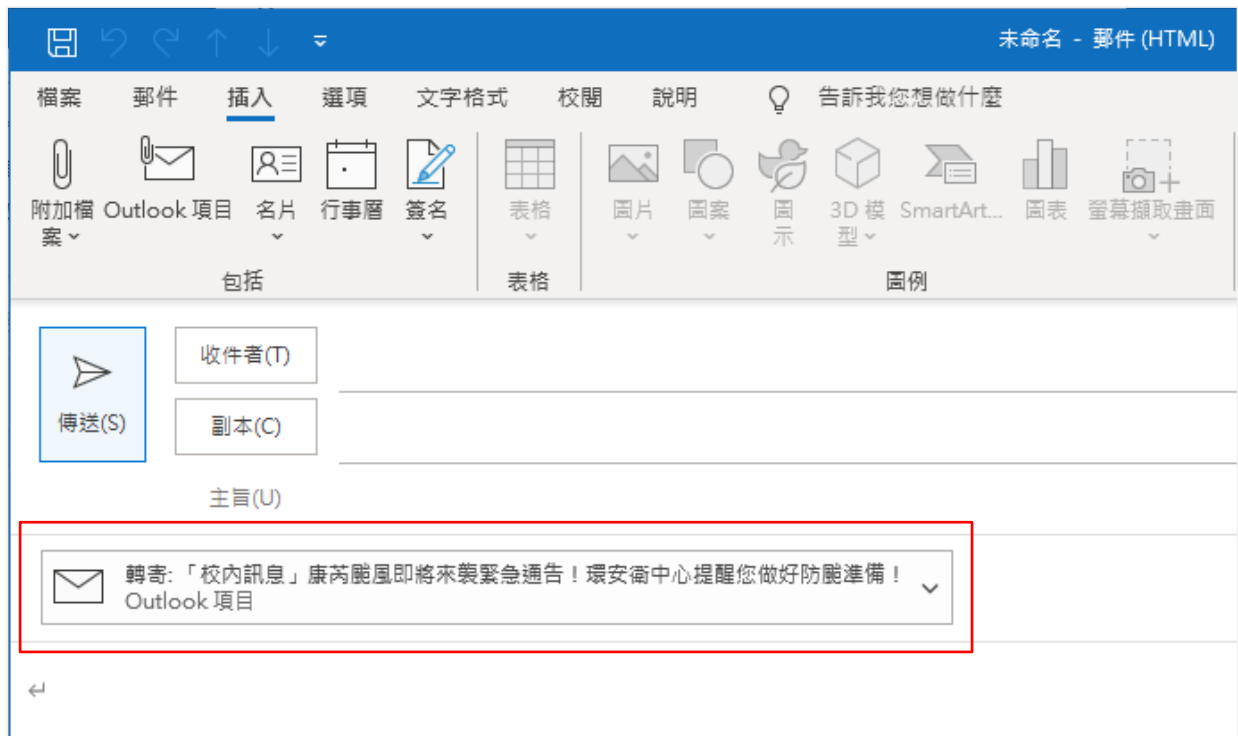 未命名 - 郵件 (HTML)
檔案 郵件 插入 選項 文字格式 校閱 說明 告訴我您想做什麼
附加檔案 Outlook 項目 名片 行事曆 簽名 表格 圖片 圖案 圖示 3D 模型 SmartArt... 圖表 螢幕擷取畫面
包括 表格 圖例
收件者(T)
傳送(S) 副本(C)
主旨(U)
轉寄: 「校內訊息」康芮颱風即將來襲緊急通告！環安衛中心提醒您做好防颱準備！
Outlook 項目